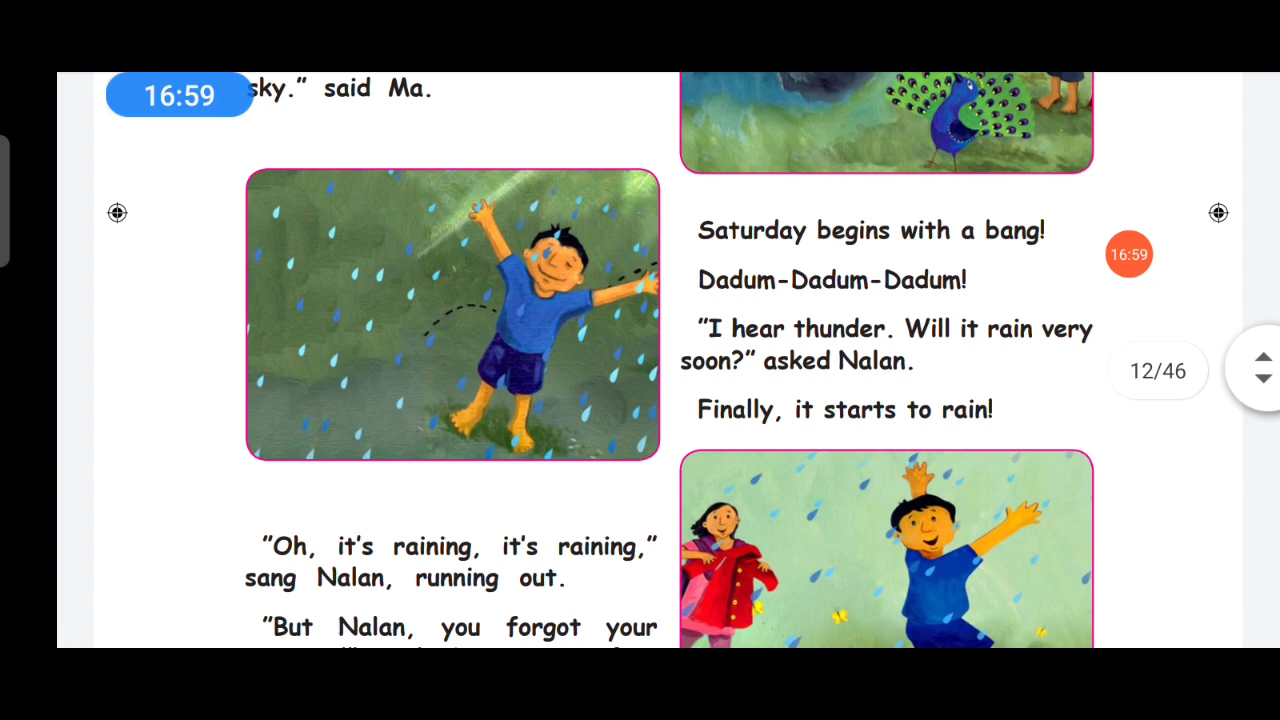 16:59
sky.” said Ma.
”Oh, it's raining, it's raining,”
sang Nalan, running out.
”But Nalan, you forgot your
Saturday begins with a bang!
Dadum-Dadum-Dadum!
”I hear thunder. Will it rain very
soon?” asked Nalan.
Finally, it starts to rain!
16:59
12/46